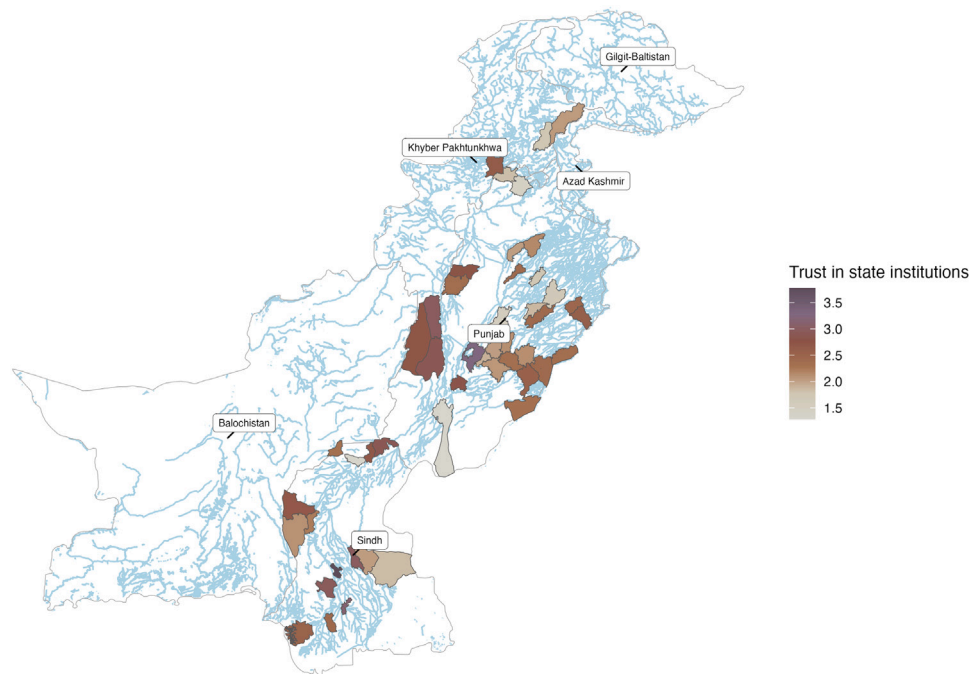 Gilgit-Baltistan
Khyber Pakhtunkhwa
Azad Kashmir
Trust in state institutions
3.5
3.0
2.5
2.0
1.5
Punjab
Balochistan
Sindh